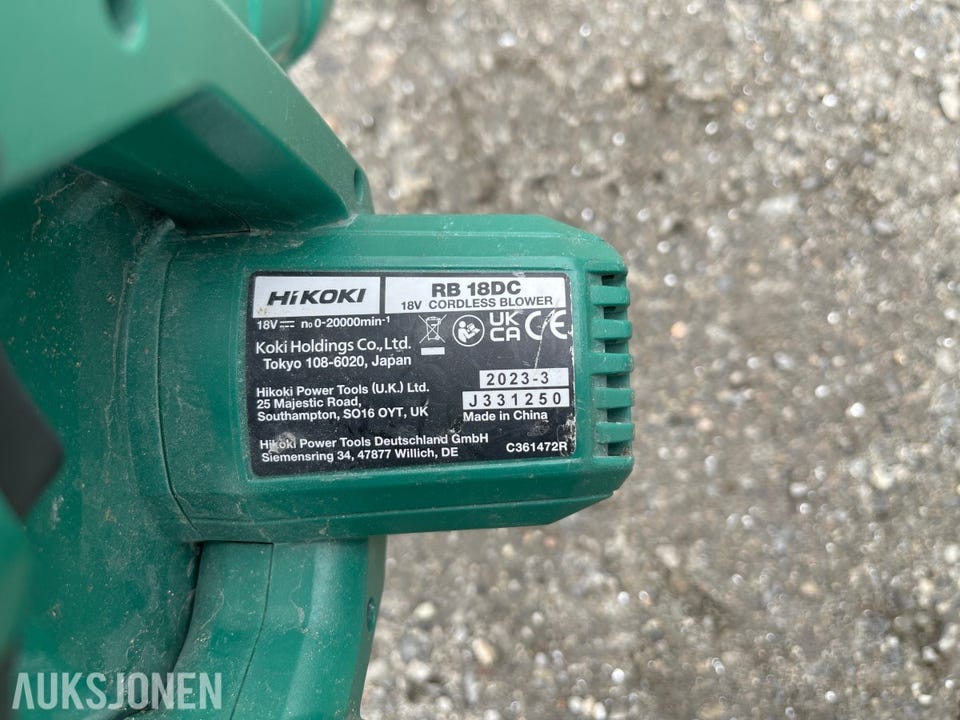 HiKOKI
RB 18DC
18V CORDLESS BLOWER
18V⎓ n₀ 0-20000min⁻¹
Koki Holdings Co.,Ltd.
Tokyo 108-6020, Japan
UK
CA
CE
Hikoki Power Tools (U.K.) Ltd.
25 Majestic Road,
Southampton, SO16 OYT, UK
2023-3
J331250
Made in China
Hikoki Power Tools Deutschland GmbH
Siemensring 34, 47877 Willich, DE
C361472R
AUKSJONEN